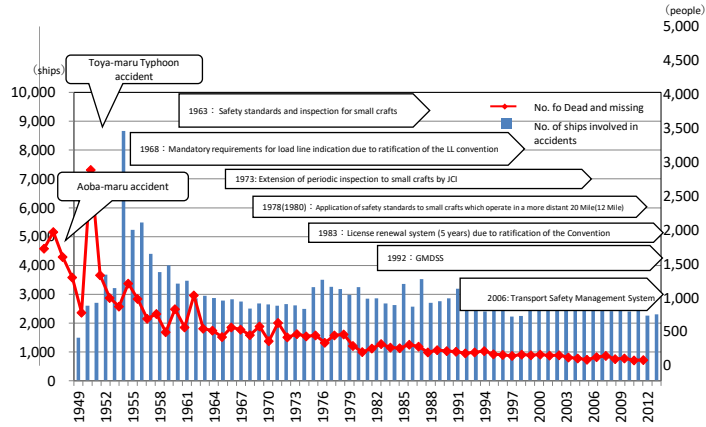 （people）
5,000
4,500
4,000
3,500
3,000
2,500
2,000
1,500
1,000
500
0
（ships）
10,000
9,000
8,000
7,000
6,000
5,000
4,000
3,000
2,000
1,000
0
Toya-maru Typhoon
accident
Aoba-maru accident
1963： Safety standards and inspection for small crafts
No. fo Dead and missing
No. of ships involved in
accidents
1968：Mandatory requirements for load line indication due to ratification of the LL convention
1973: Extension of periodic inspection to small crafts by JCI
1978(1980)：Application of safety standards to small crafts which operate in a more distant 20 Mile(12 Mile)
1983：License renewal system (5 years) due to ratification of the Convention
1992：GMDSS
2006: Transport Safety Management System
1949
1952
1955
1958
1961
1964
1967
1970
1973
1976
1979
1982
1985
1988
1991
1994
1997
2000
2003
2006
2009
2012